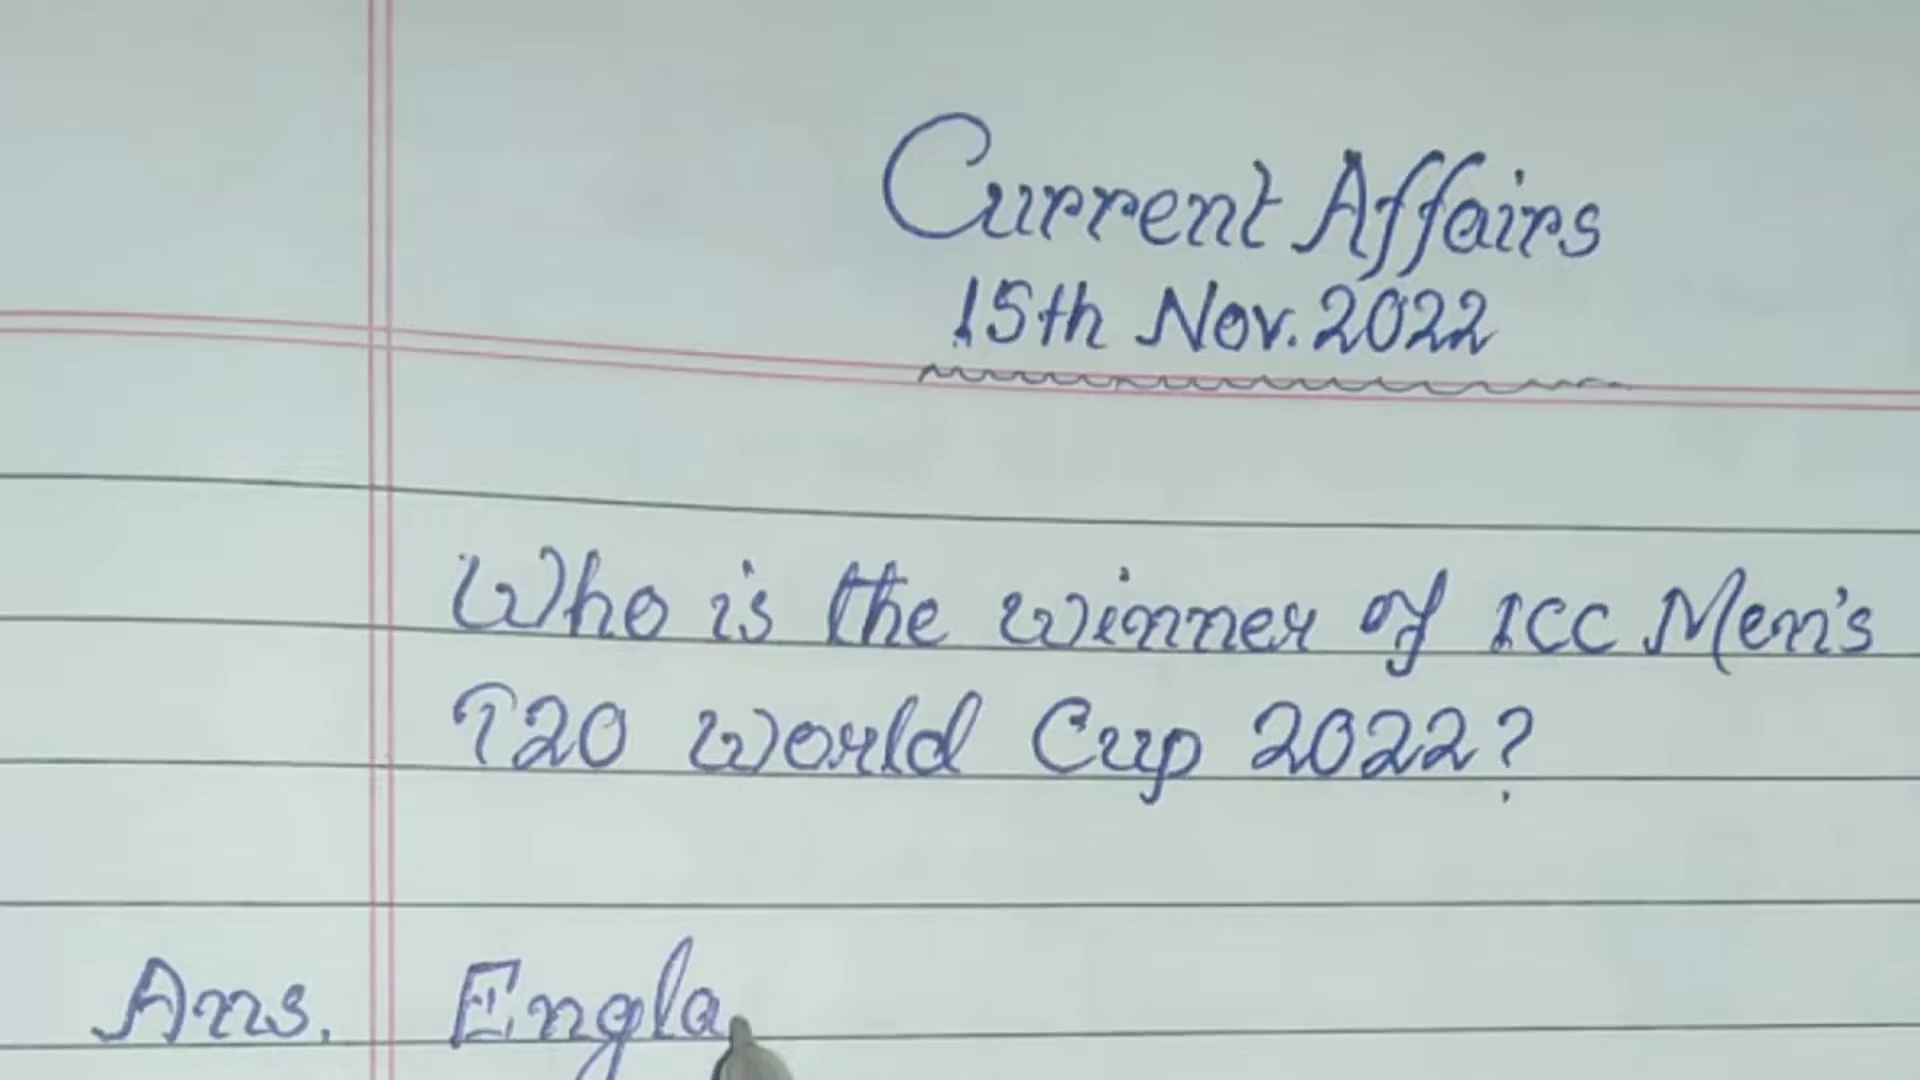 Current Affairs
15th Nov. 2022
Who is the winner of ICC Men's
T20 World Cup 2022?
Ans. Engla